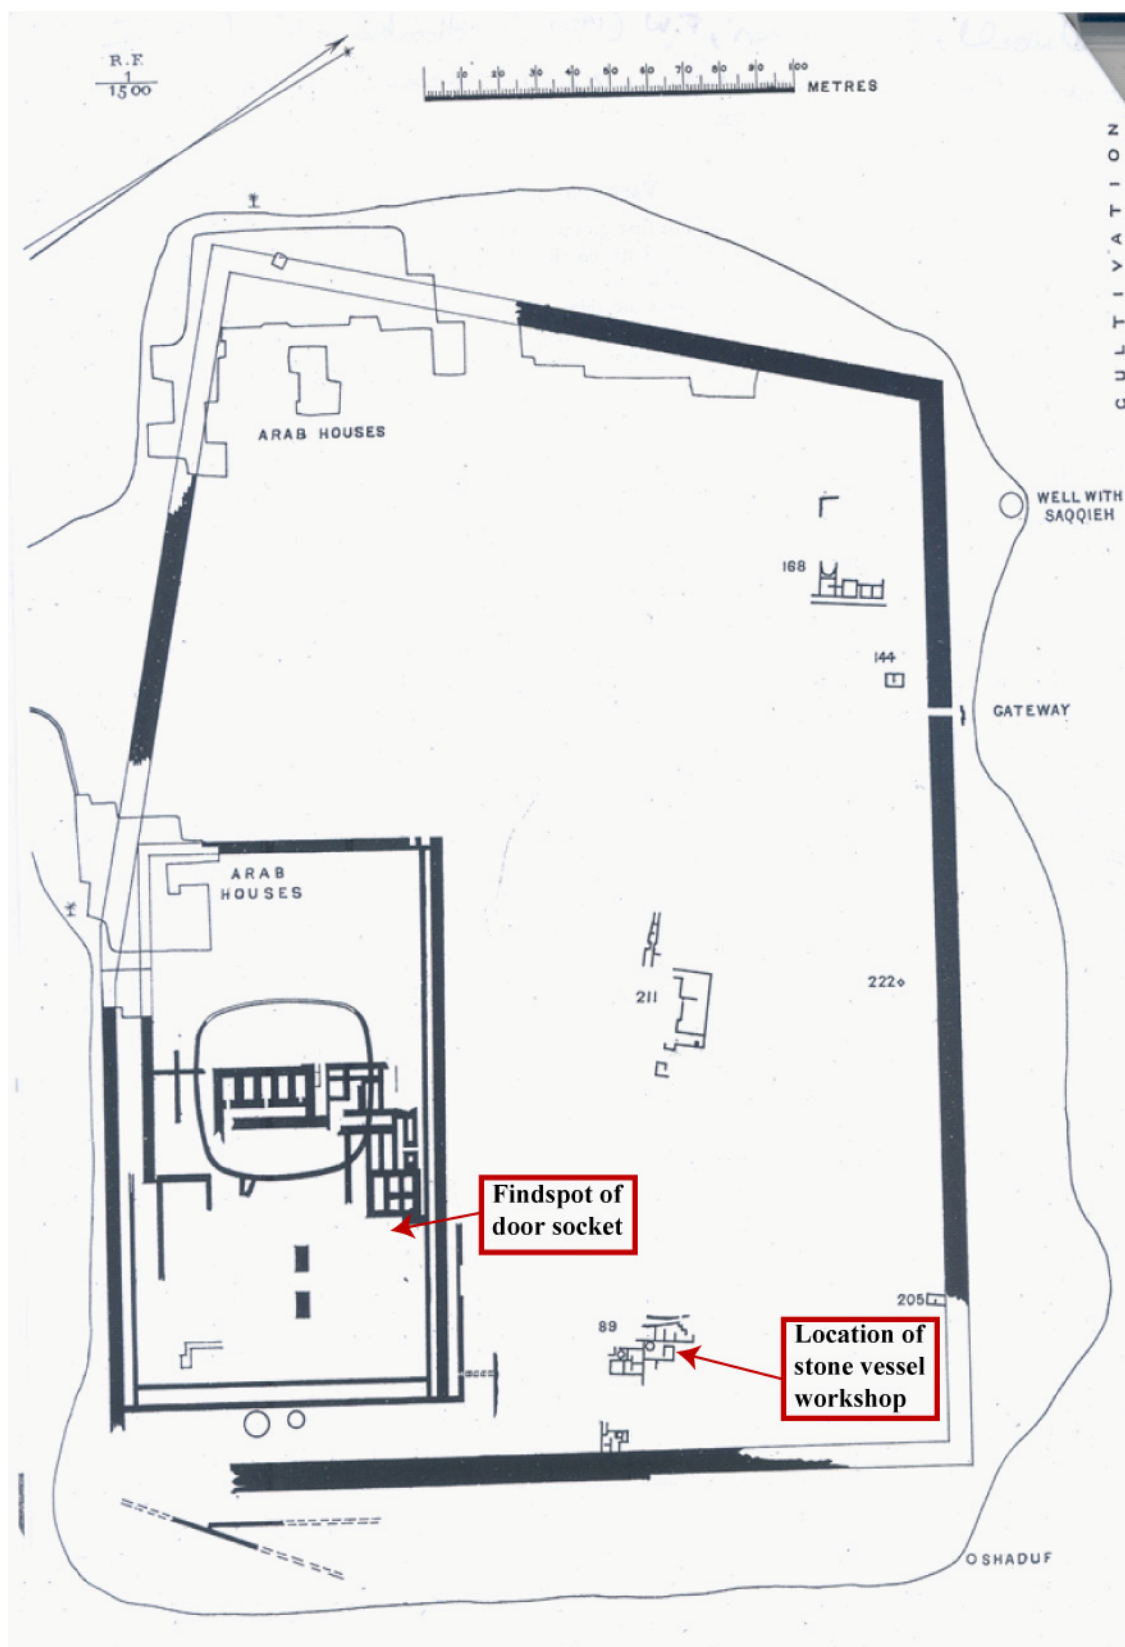 R.F.
1
1500
10 20 30 40 50 60 70 80 90 100
METRES
CULTIVATION
ARAB HOUSES
WELL WITH
SAQQIEH
168
144
GATEWAY
ARAB
HOUSES
211
222
Findspot of
door socket
205
89
Location of
stone vessel
workshop
SHADUF